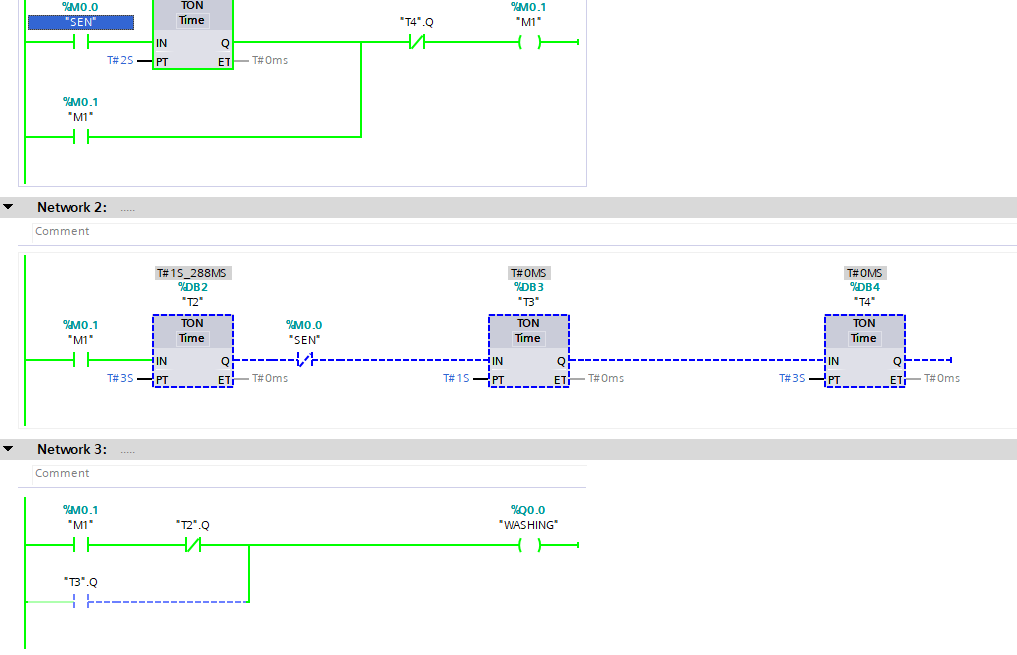 %M0.0
"SEN"
TON
Time
IN
Q
T#2S
PT
ET
T#0ms
"T4".Q
%M0.1
"M1"
%M0.1
"M1"
Network 2:
.....
Comment
T#1S_288MS
%DB2
"T2"
TON
Time
%M0.1
"M1"
IN
Q
T#3S
PT
ET
T#0ms
%M0.0
"SEN"
T#0MS
%DB3
"T3"
TON
Time
IN
Q
T#1S
PT
ET
T#0ms
T#0MS
%DB4
"T4"
TON
Time
IN
Q
T#3S
PT
ET
T#0ms
Network 3:
.....
Comment
%M0.1
"M1"
"T2".Q
%Q0.0
"WASHING"
"T3".Q